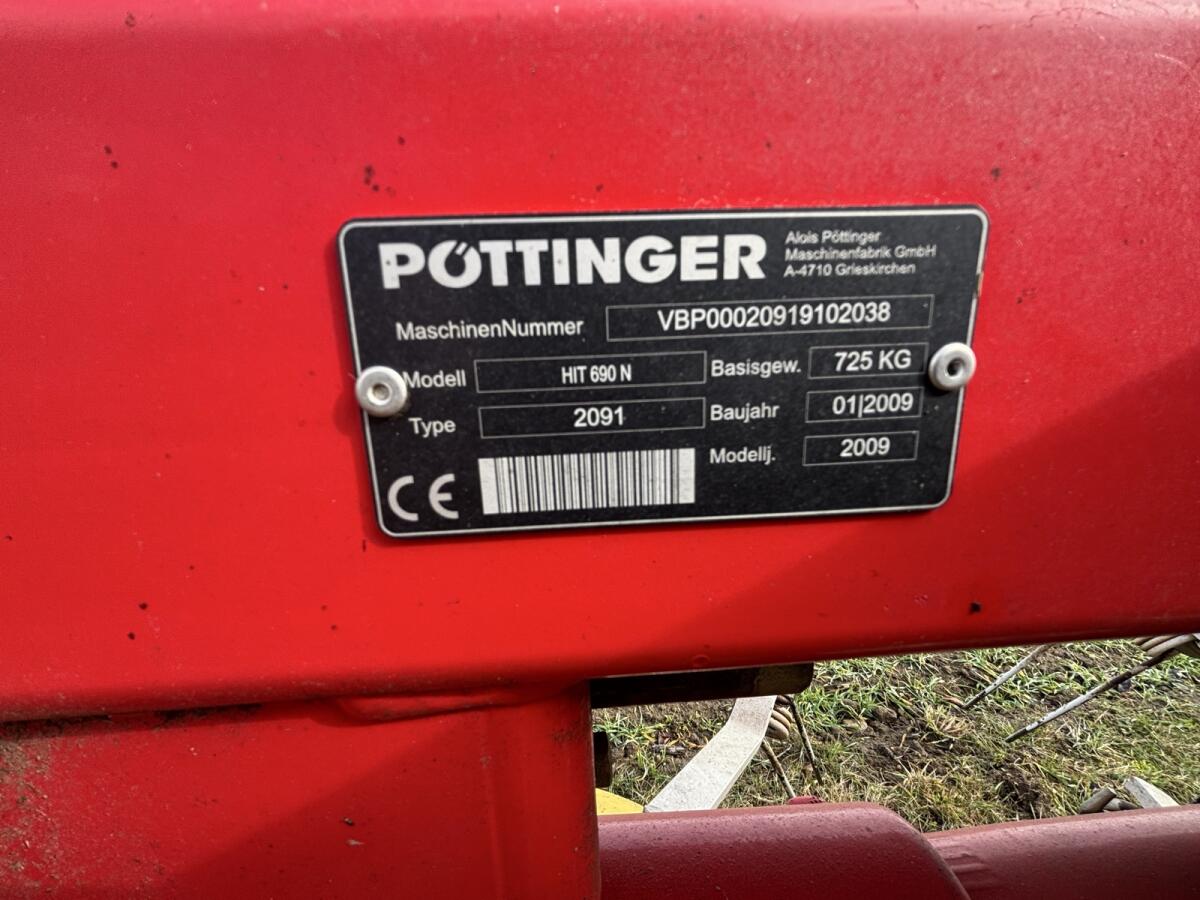 PÖTTINGER
Alois Pöttinger
Maschinenfabrik GmbH
A-4710 Grieskirchen
MaschinenNummer VBP00020919102038
Modell HIT 690 N Basisgew. 725 KG
Type 2091 Baujahr 01|2009
Modellj. 2009
CE